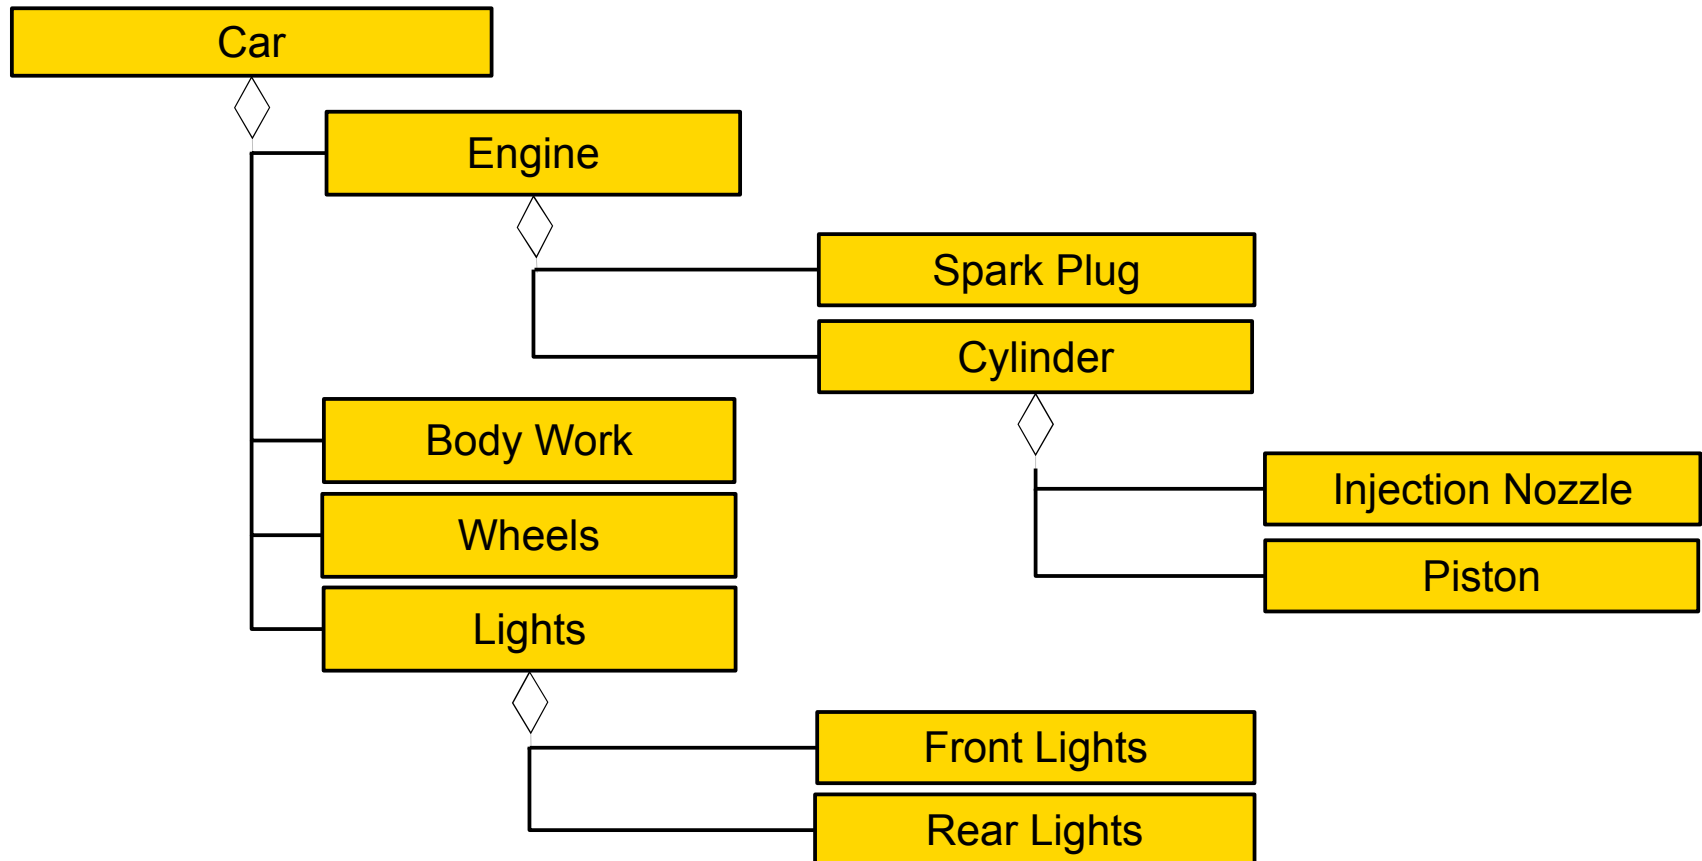 Car
Engine
Spark Plug
Cylinder
Body Work
Injection Nozzle
Wheels
Piston
Lights
Front Lights
Rear Lights